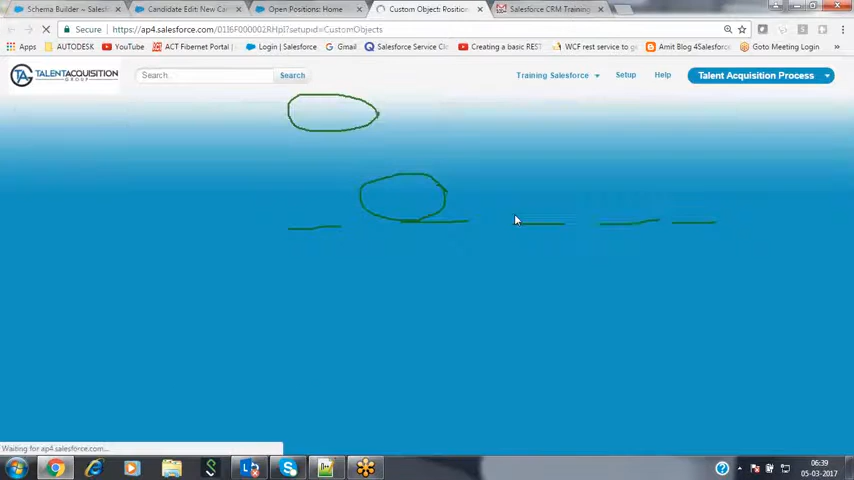 Schema Builder ~ Salesf
Candidate Edit: New Ca
Open Positions: Home
Custom Object: Position
Salesforce CRM Training
Secure
https://ap4.salesforce.com/01I6F000002RHpI?setupid=CustomObjects
Apps
AUTODESK
YouTube
ACT Fibernet Portal
Login | Salesforce
Gmail
Salesforce Service Cl
Creating a basic REST
WCF rest service to g
Amit Blog 4Salesforc
Goto Meeting Login
TA TALENTACQUISITION
GROUP
Search...
Search
Training Salesforce
Setup
Help
Talent Acquisition Process
Waiting for ap4.salesforce.com...
06:39
05-03-2017